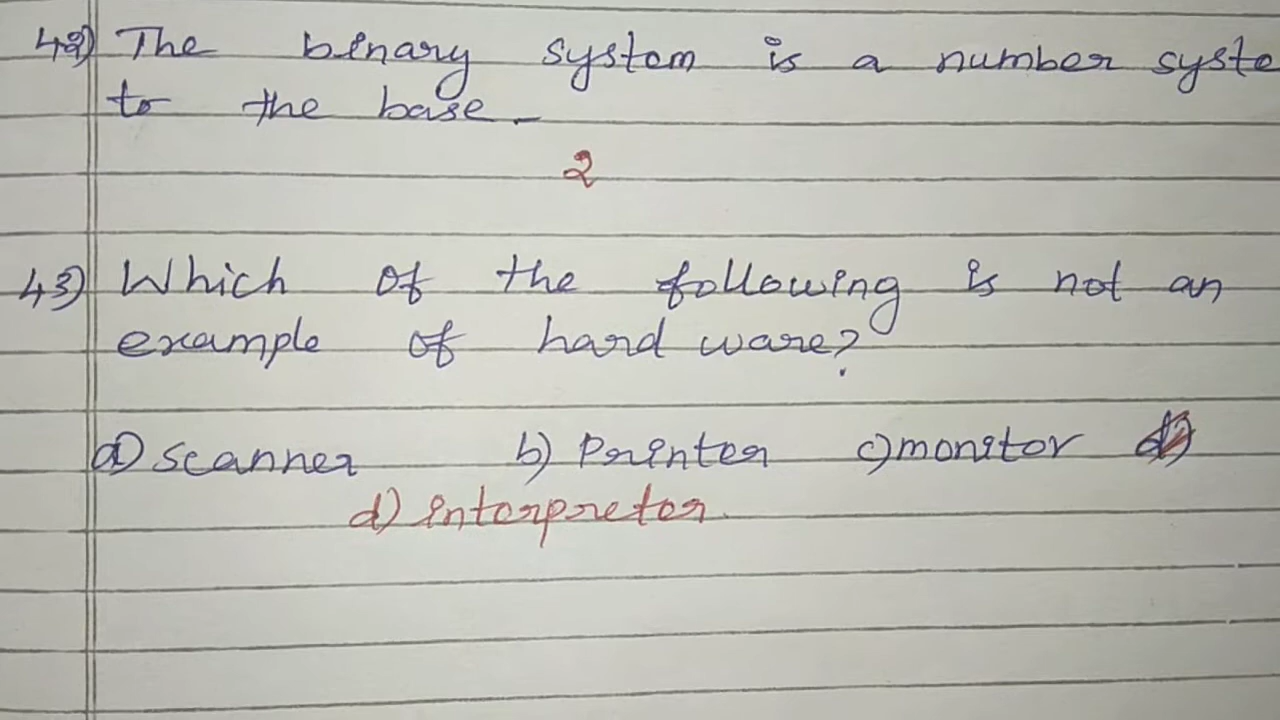 42) The binary system is a number syste
to the base -
2
43) Which of the following is not an
example of hard ware?
a) scanner b) Printer c) monitor d)
d) interpreter.